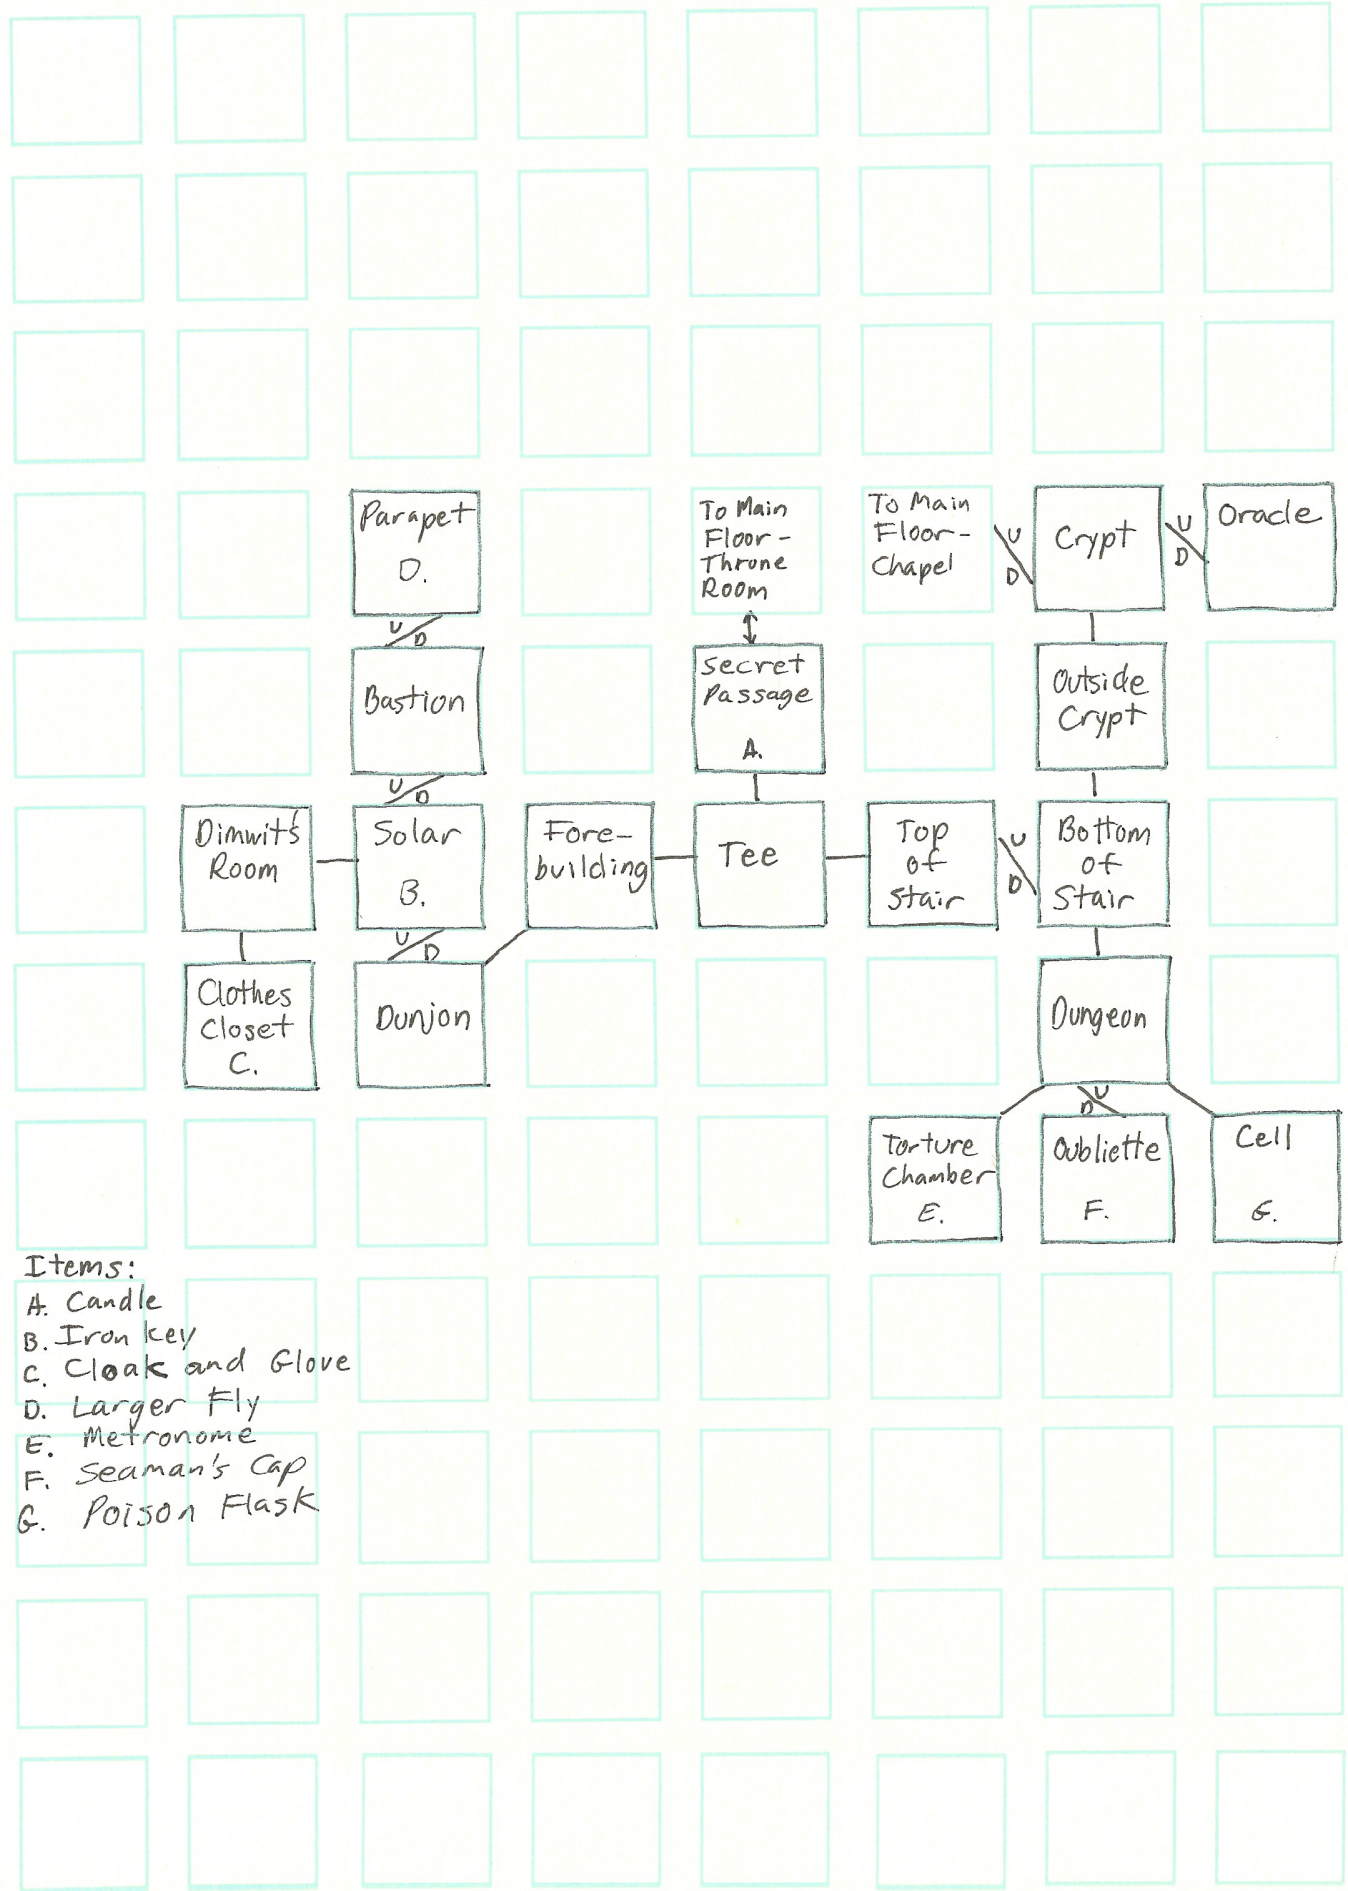 Parapet
D.
To Main
Floor-
Throne
Room
To Main
Floor-
Chapel
U
D
Crypt
U
D
Oracle
U
D
Bastion
Secret
Passage
A.
Outside
Crypt
U
D
Dimwit's
Room
Solar
B.
Fore-
building
Tee
Top
of
Stair
U
D
Bottom
of
Stair
U
D
Clothes
Closet
C.
Dunjon
Dungeon
U
D
Torture
Chamber
E.
Oubliette
F.
Cell
G.
Items:
A. Candle
B. Iron key
C. Cloak and Glove
D. Larger Fly
E. Metronome
F. Seaman's Cap
G. Poison Flask